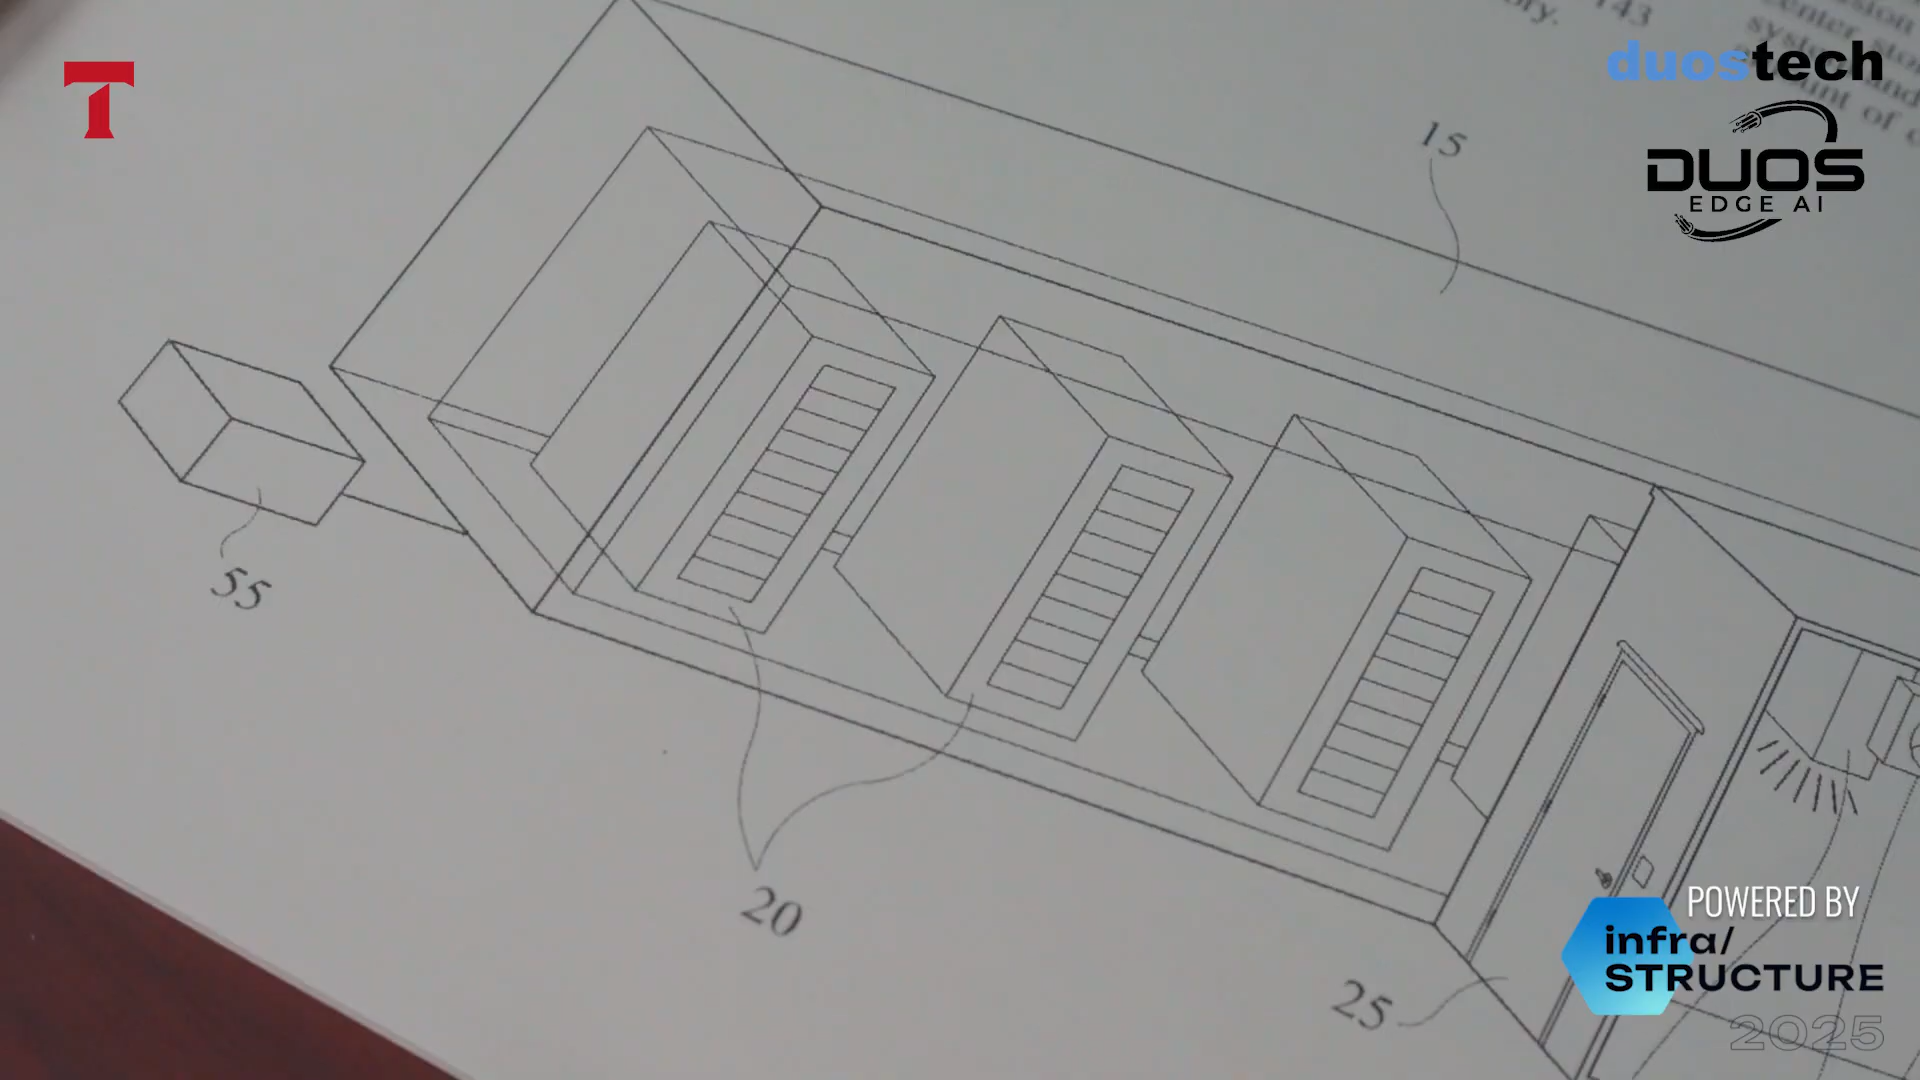 T
duostech
DUOS
EDGE AI
143
15
55
20
25
POWERED BY
infra/
STRUCTURE
2025